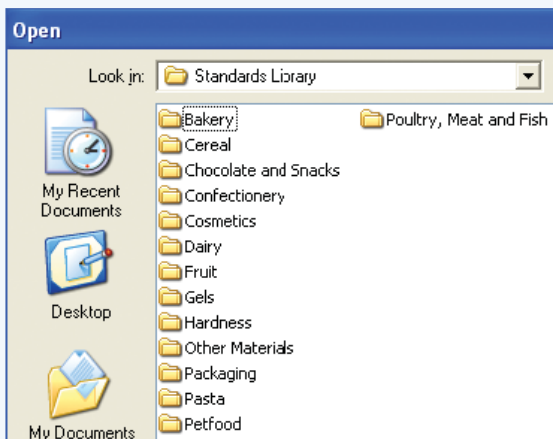 Open
Look in:
Standards Library
My Recent
Documents
Desktop
My Documents
Bakery
Cereal
Chocolate and Snacks
Confectionery
Cosmetics
Dairy
Fruit
Gels
Hardness
Other Materials
Packaging
Pasta
Petfood
Poultry, Meat and Fish